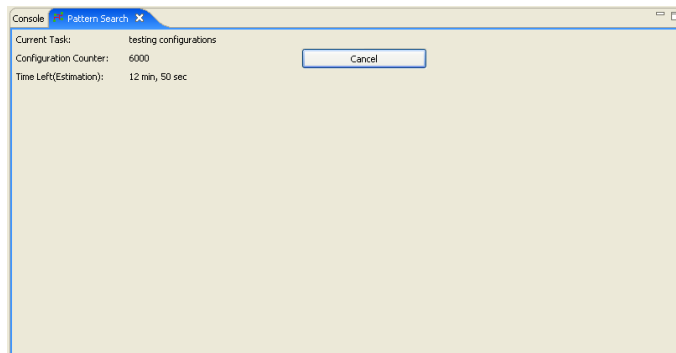 Console Pattern Search
Current Task: testing configurations
Configuration Counter: 6000 Cancel
Time Left(Estimation): 12 min, 50 sec